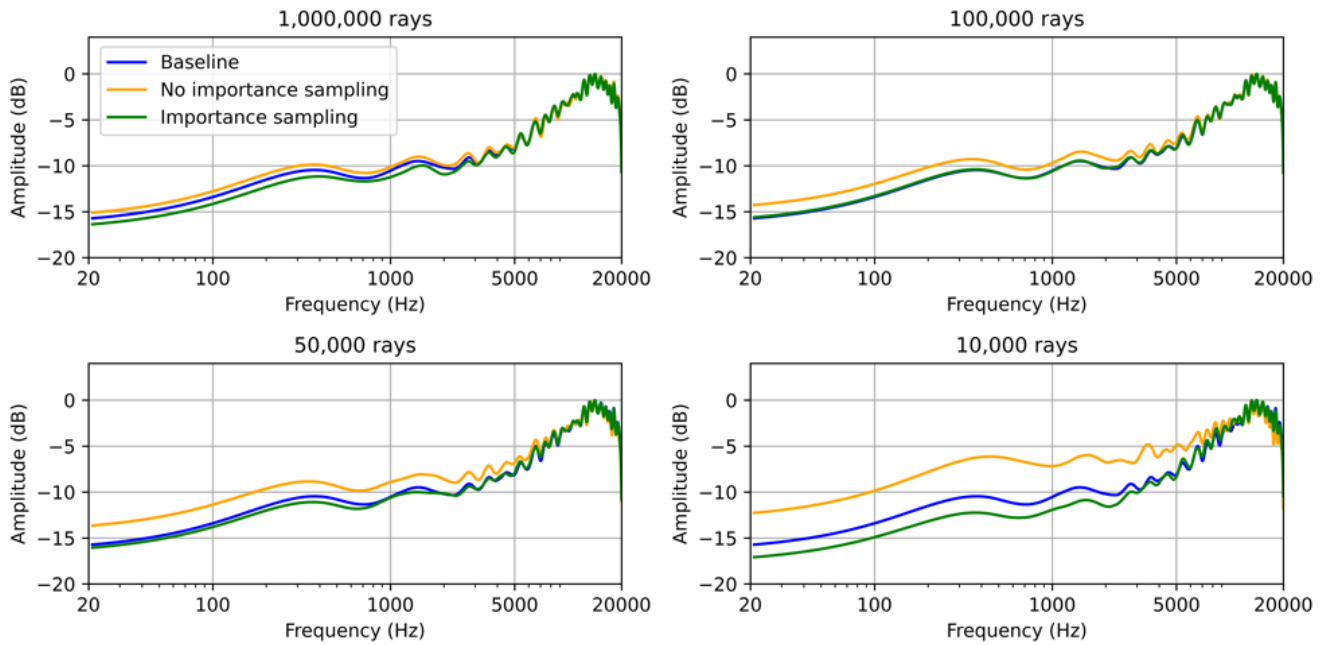 1,000,000 rays
Baseline
No importance sampling
Importance sampling
Amplitude (dB)
0
−5
−10
−15
−20
20
100
1000
5000
20000
Frequency (Hz)
100,000 rays
Amplitude (dB)
0
−5
−10
−15
−20
20
100
1000
5000
20000
Frequency (Hz)
50,000 rays
Amplitude (dB)
0
−5
−10
−15
−20
20
100
1000
5000
20000
Frequency (Hz)
10,000 rays
Amplitude (dB)
0
−5
−10
−15
−20
20
100
1000
5000
20000
Frequency (Hz)